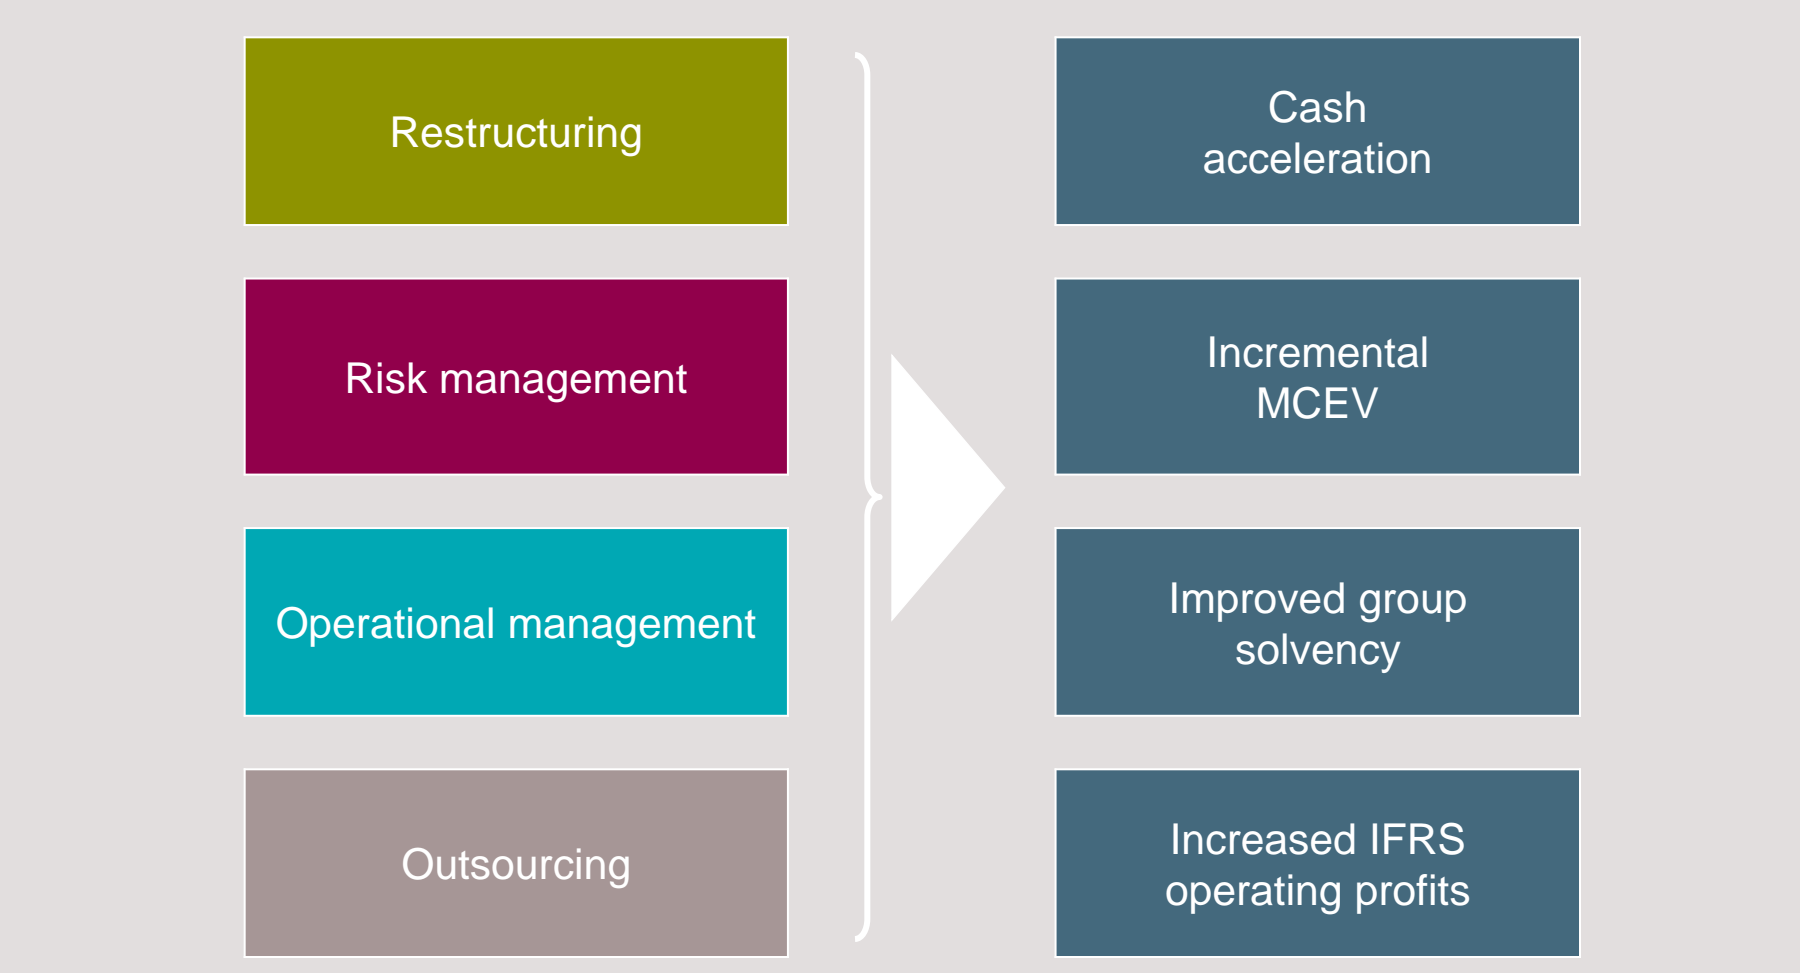 Restructuring
Risk management
Operational management
Outsourcing
Cash
acceleration
Incremental
MCEV
Improved group
solvency
Increased IFRS
operating profits